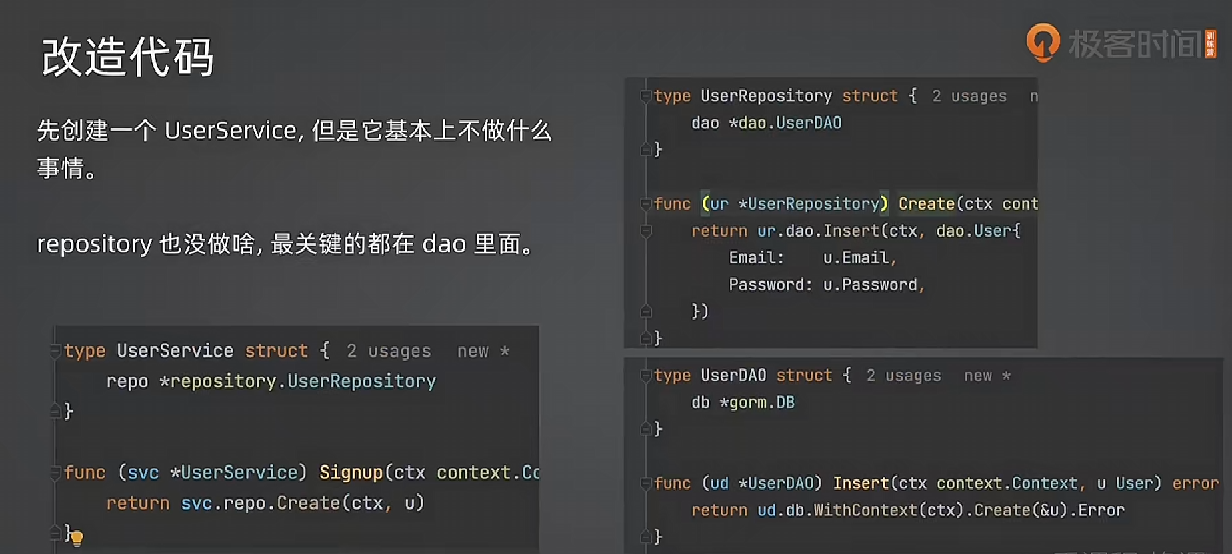 改造代码
极客时间
训练营
先创建一个 UserService, 但是它基本上不做什么
事情。
repository 也没做啥, 最关键的都在 dao 里面。
type UserService struct { 2 usages new *
repo *repository.UserRepository
}
func (svc *UserService) Signup(ctx context.Co
return svc.repo.Create(ctx, u)
}
type UserRepository struct { 2 usages n
dao *dao.UserDAO
}
func (ur *UserRepository) Create(ctx cont
return ur.dao.Insert(ctx, dao.User{
Email: u.Email,
Password: u.Password,
})
}
type UserDAO struct { 2 usages new *
db *gorm.DB
}
func (ud *UserDAO) Insert(ctx context.Context, u User) error
return ud.db.WithContext(ctx).Create(&u).Error
}